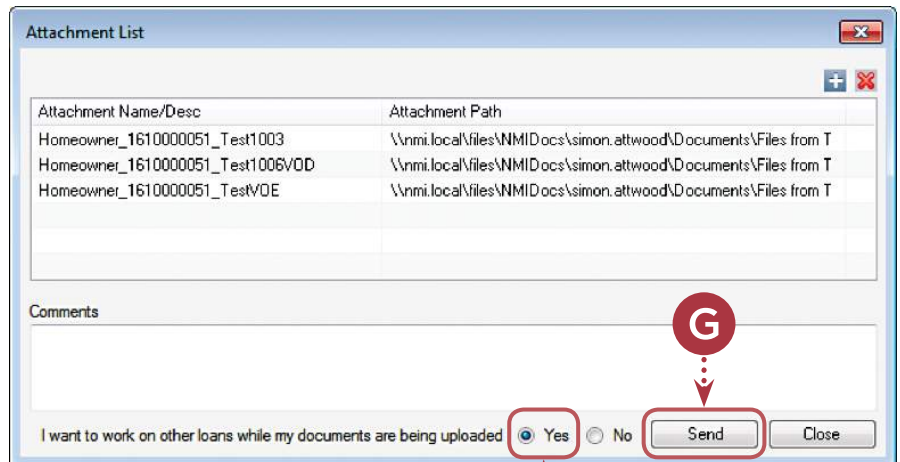 Attachment List
Attachment Name/Desc Attachment Path
Homeowner_1610000051_Test1003 \\nmi.local\files\NMIDocs\simon.attwood\Documents\Files from T
Homeowner_1610000051_Test1006VOD \\nmi.local\files\NMIDocs\simon.attwood\Documents\Files from T
Homeowner_1610000051_TestVOE \\nmi.local\files\NMIDocs\simon.attwood\Documents\Files from T
Comments
G
I want to work on other loans while my documents are being uploaded Yes No Send Close